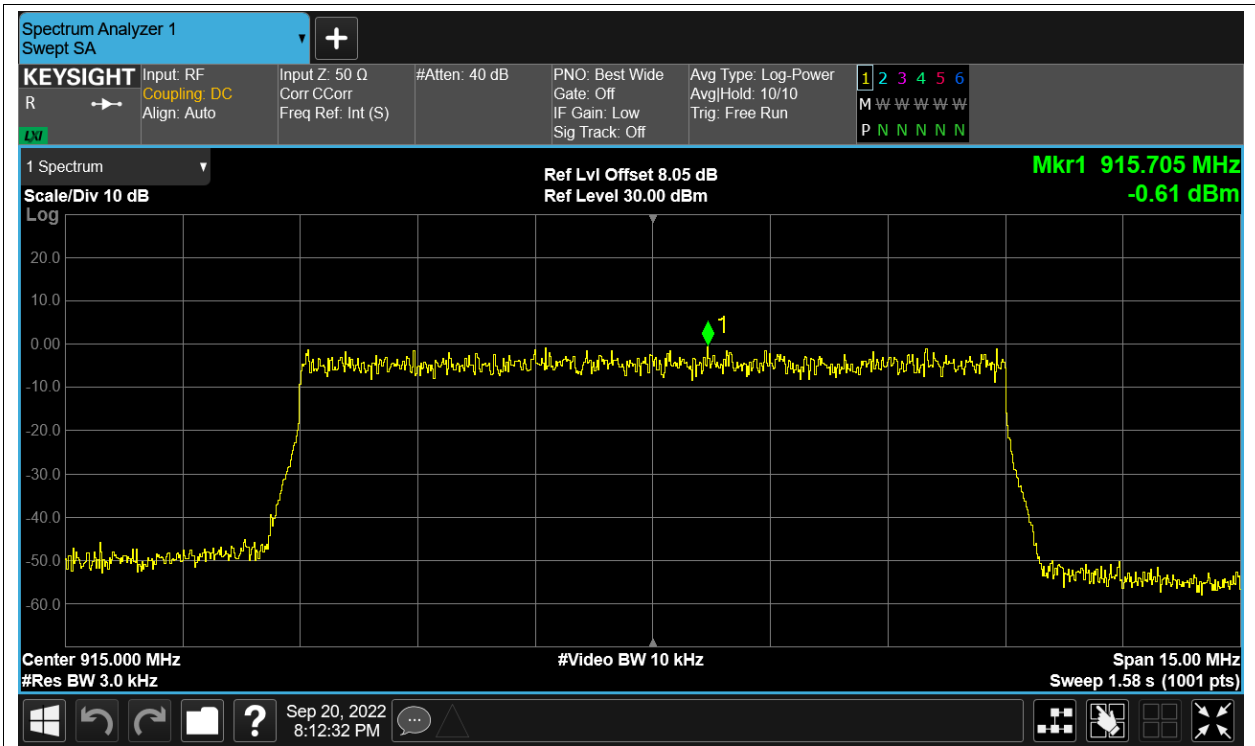 Spectrum Analyzer 1
Swept SA
KEYSIGHT
R
LXI
Input: RF
Coupling: DC
Align: Auto
Input Z: 50 Ω
Corr CCorr
Freq Ref: Int (S)
#Atten: 40 dB
PNO: Best Wide
Gate: Off
IF Gain: Low
Sig Track: Off
Avg Type: Log-Power
Avg|Hold: 10/10
Trig: Free Run
1 2 3 4 5 6
M W W W W W
P N N N N N
1 Spectrum
Scale/Div 10 dB
Log
Ref Lvl Offset 8.05 dB
Ref Level 30.00 dBm
Mkr1 915.705 MHz
-0.61 dBm
20.0
10.0
0.00
-10.0
-20.0
-30.0
-40.0
-50.0
-60.0
1
Center 915.000 MHz
#Res BW 3.0 kHz
#Video BW 10 kHz
Span 15.00 MHz
Sweep 1.58 s (1001 pts)
?
Sep 20, 2022
8:12:32 PM